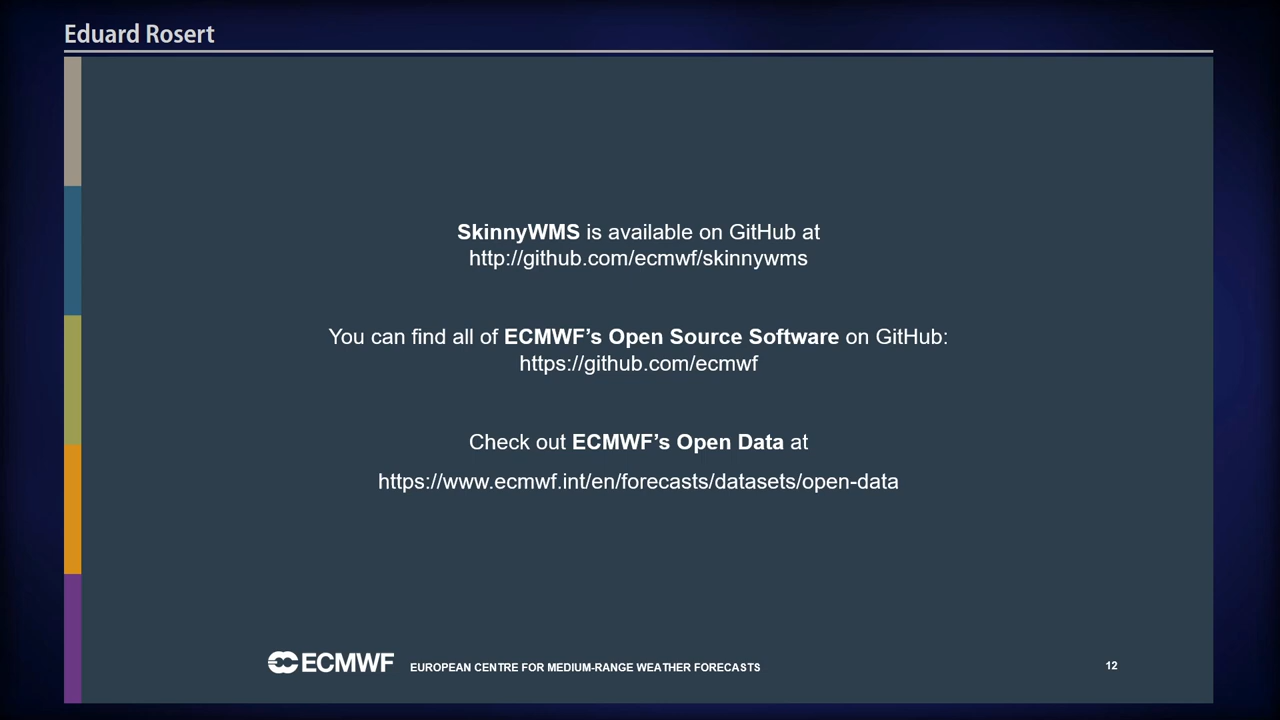 Eduard Rosert
SkinnyWMS is available on GitHub at
http://github.com/ecmwf/skinnywms
You can find all of ECMWF’s Open Source Software on GitHub:
https://github.com/ecmwf
Check out ECMWF’s Open Data at
https://www.ecmwf.int/en/forecasts/datasets/open-data
ECMWF EUROPEAN CENTRE FOR MEDIUM-RANGE WEATHER FORECASTS 12